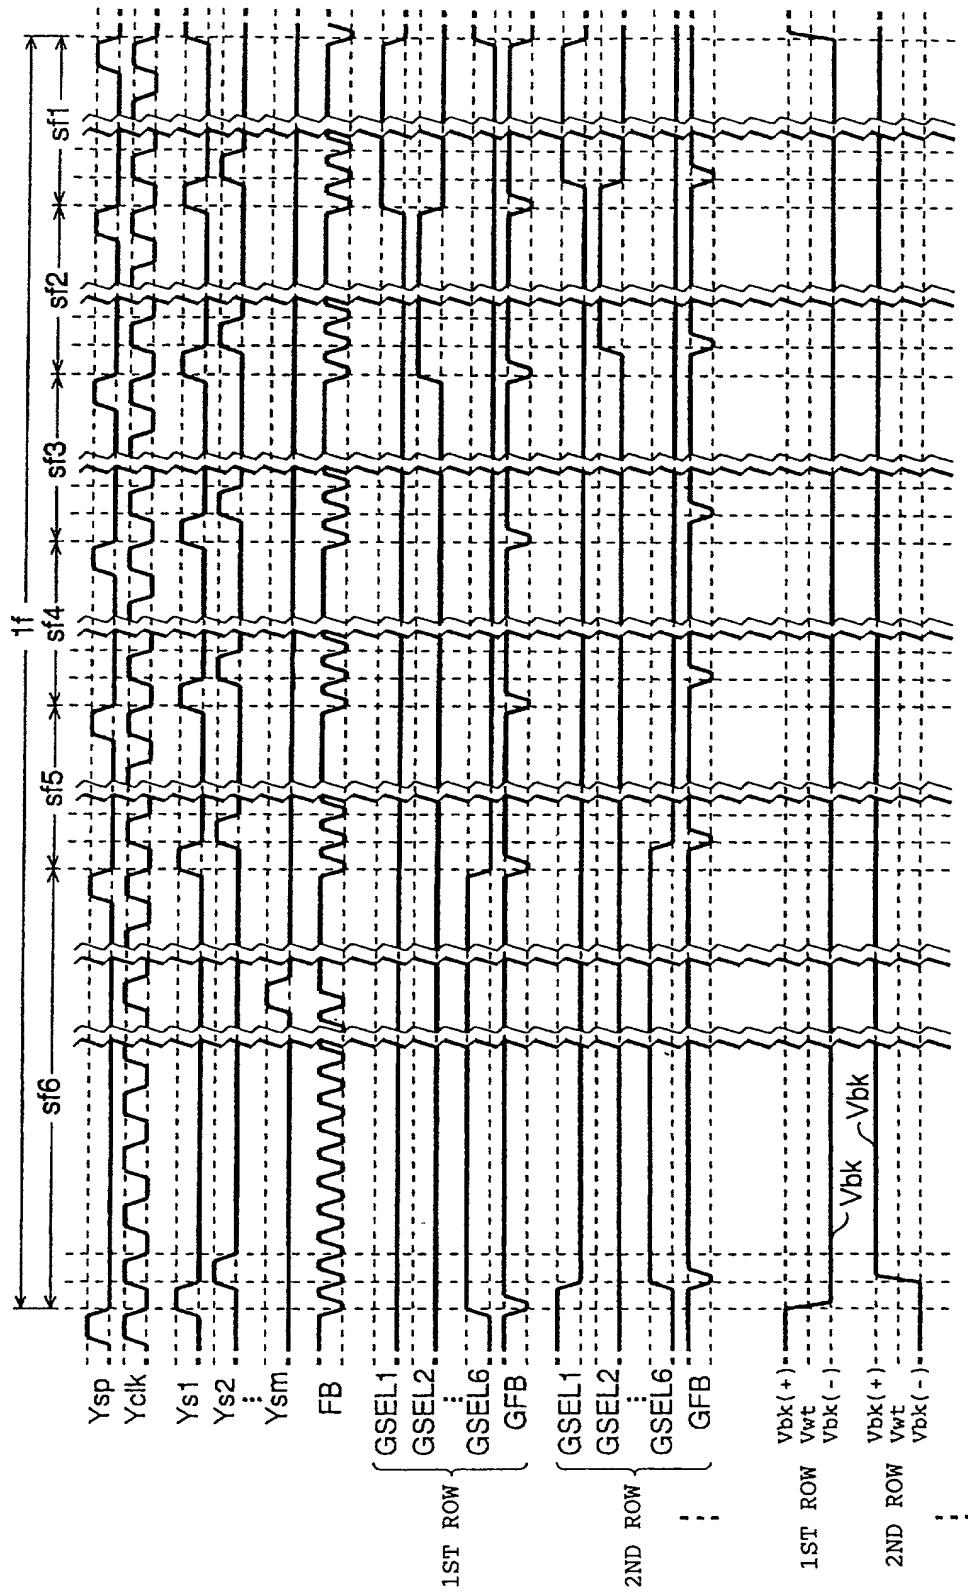 1f
sf6
sf5
sf4
sf3
sf2
sf1
Ysp
Yclk
Ys1
Ys2
Ysm
FB
1ST ROW
GSEL1
GSEL2
GSEL6
GFB
2ND ROW
GSEL1
GSEL2
GSEL6
GFB
1ST ROW
Vbk(+)
Vwt
Vbk(-)
Vbk
2ND ROW
Vbk(+)
Vwt
Vbk(-)
Vbk